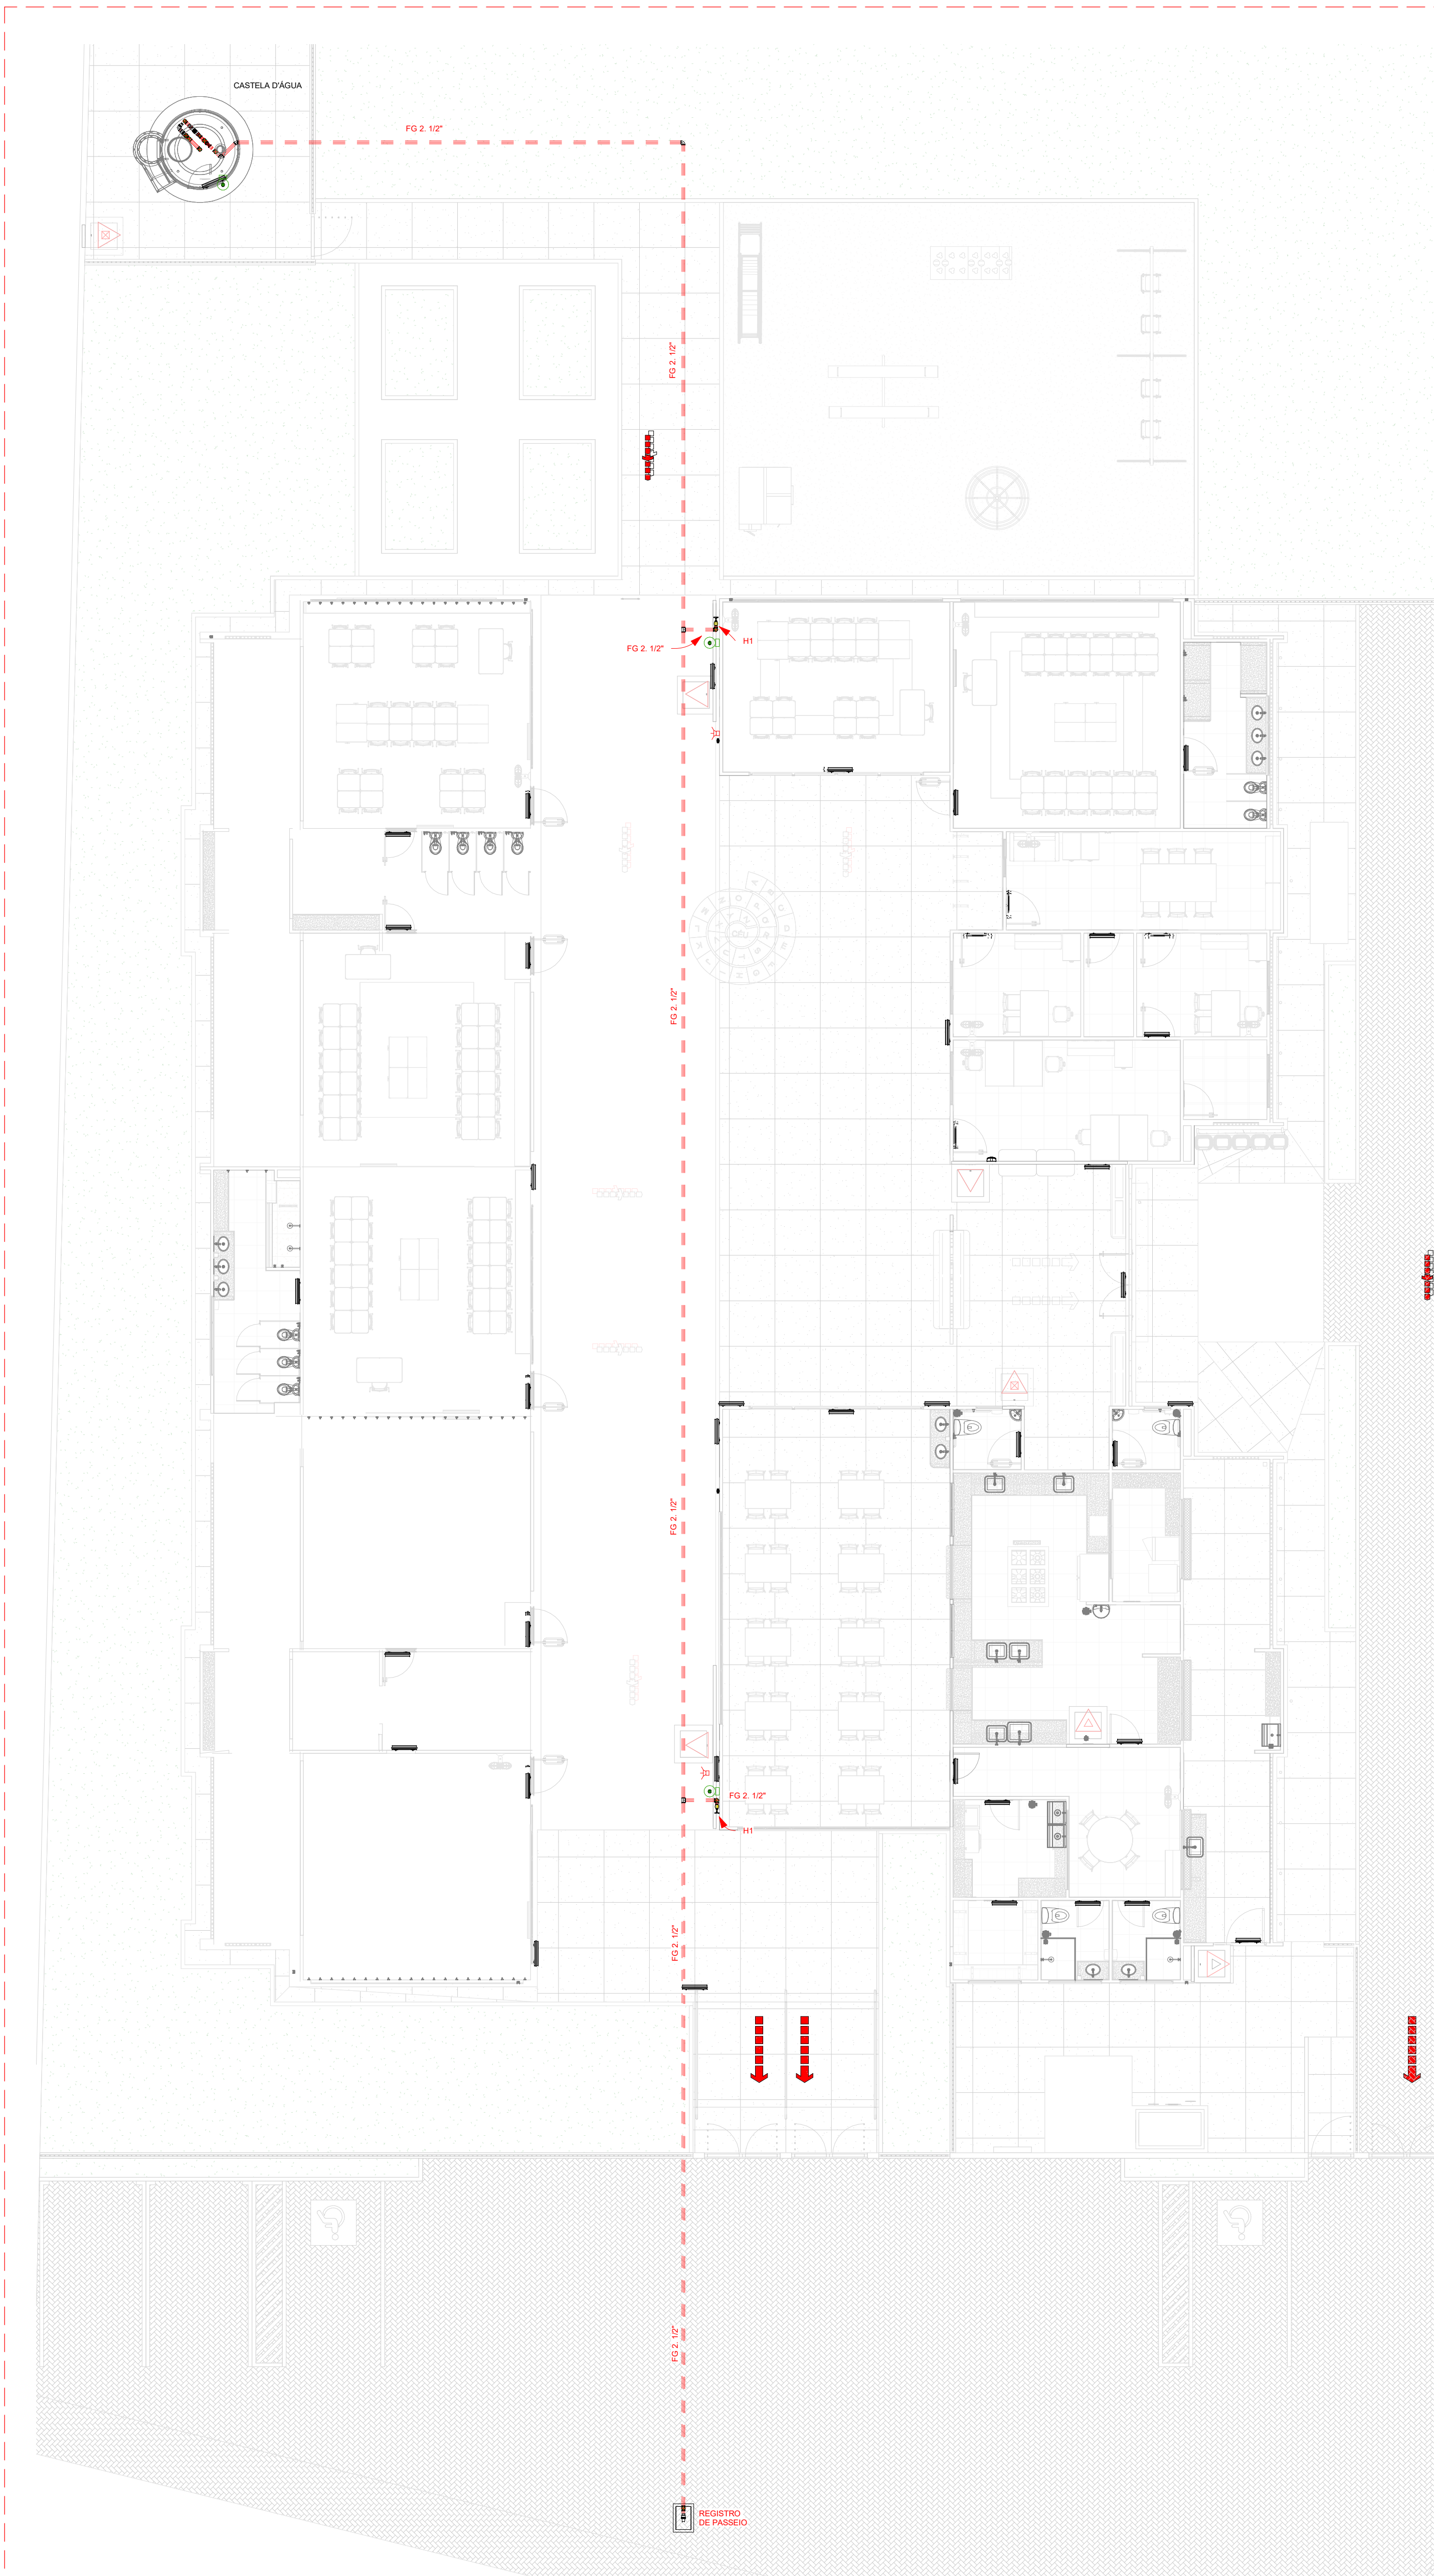 CASTELA D'ÁGUA
FG 2. 1/2"
FG 2. 1/2"
H1
FG 2. 1/2"
FG 2. 1/2"
FG 2. 1/2"
FG 2. 1/2"
H1
FG 2. 1/2"
FG 2. 1/2"
REGISTRO
DE PASSEIO